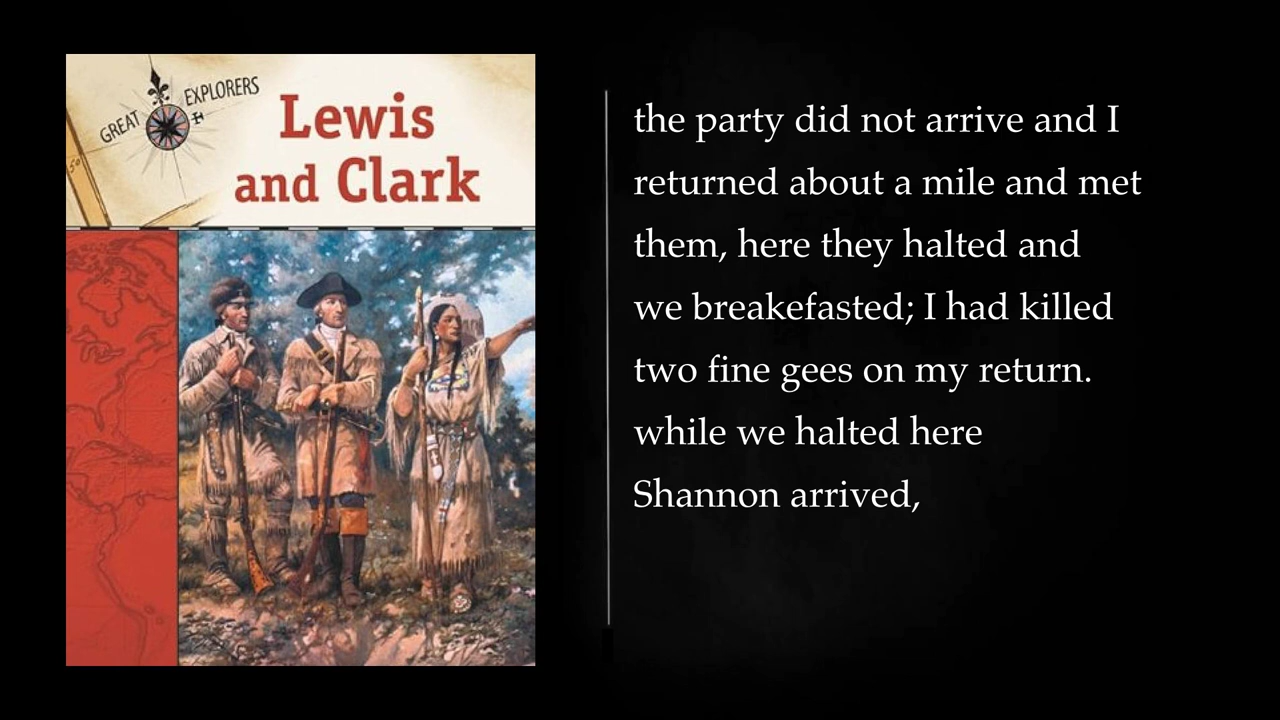 GREAT EXPLORERS
E
50
Lewis
and Clark
the party did not arrive and I
returned about a mile and met
them, here they halted and
we breakefasted; I had killed
two fine gees on my return.
while we halted here
Shannon arrived,